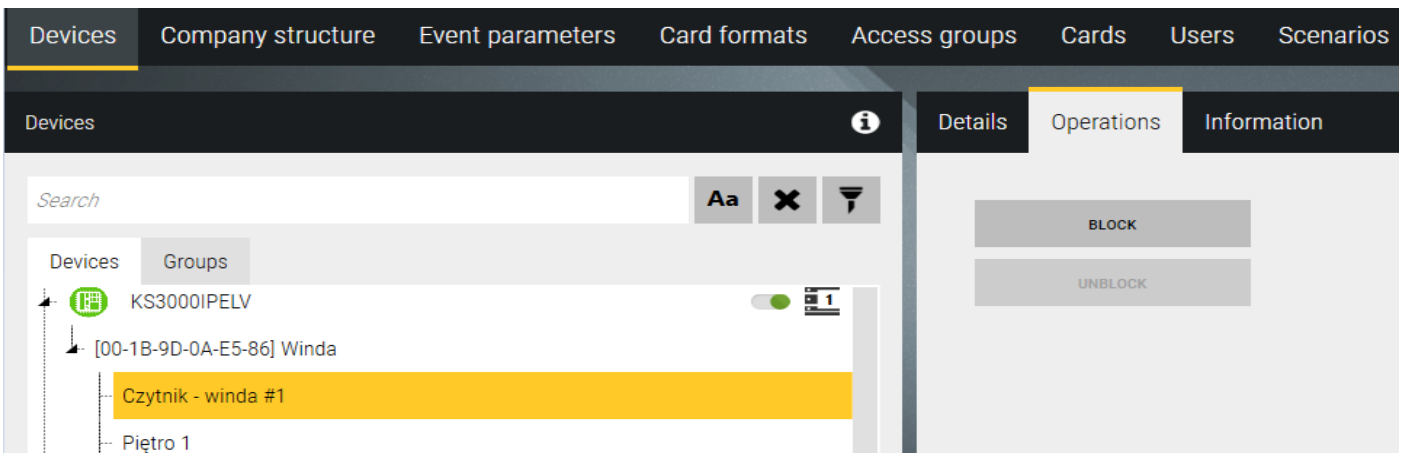 Devices Company structure Event parameters Card formats Access groups Cards Users Scenarios
Devices
Details Operations Information
Search
Aa
BLOCK
UNBLOCK
Devices Groups
KS3000IPELV
1
[00-1B-9D-0A-E5-86] Winda
Czytnik - winda #1
Piętro 1